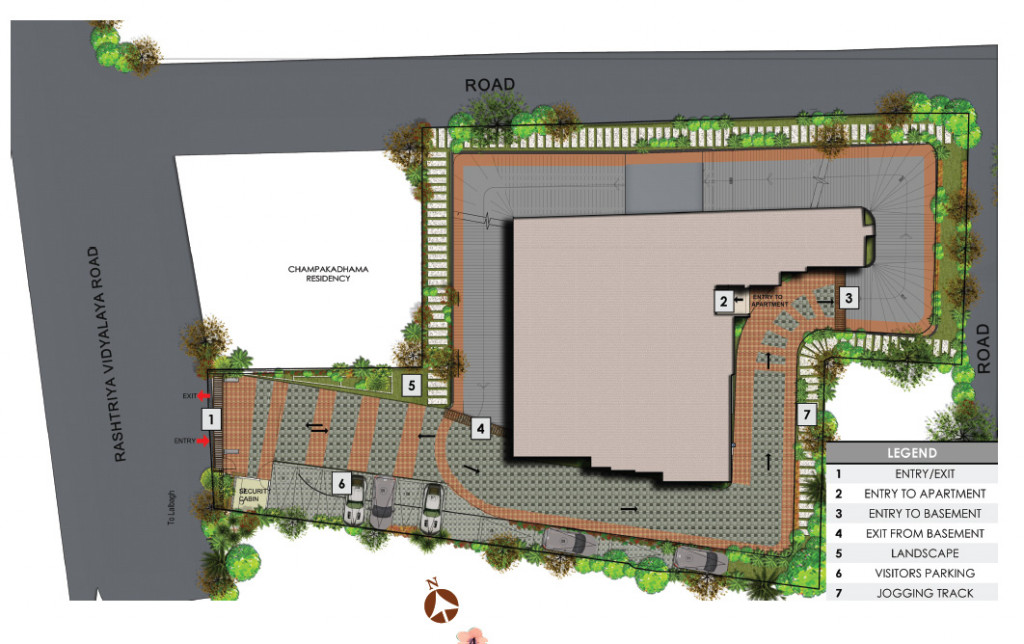 ROAD
CHAMPAKADHAMA
RESIDENCY
RASHTRIYA VIDYALAYA ROAD
2
ENTRY TO
APARTMENT
3
ROAD
EXIT
5
1
4
7
ENTRY
6
SECURIT
CABIN
To Lalbagh
LEGEND
1 ENTRY/EXIT
2 ENTRY TO APARTMENT
3 ENTRY TO BASEMENT
4 EXIT FROM BASEMENT
5 LANDSCAPE
6 VISITORS PARKING
7 JOGGING TRACK
N